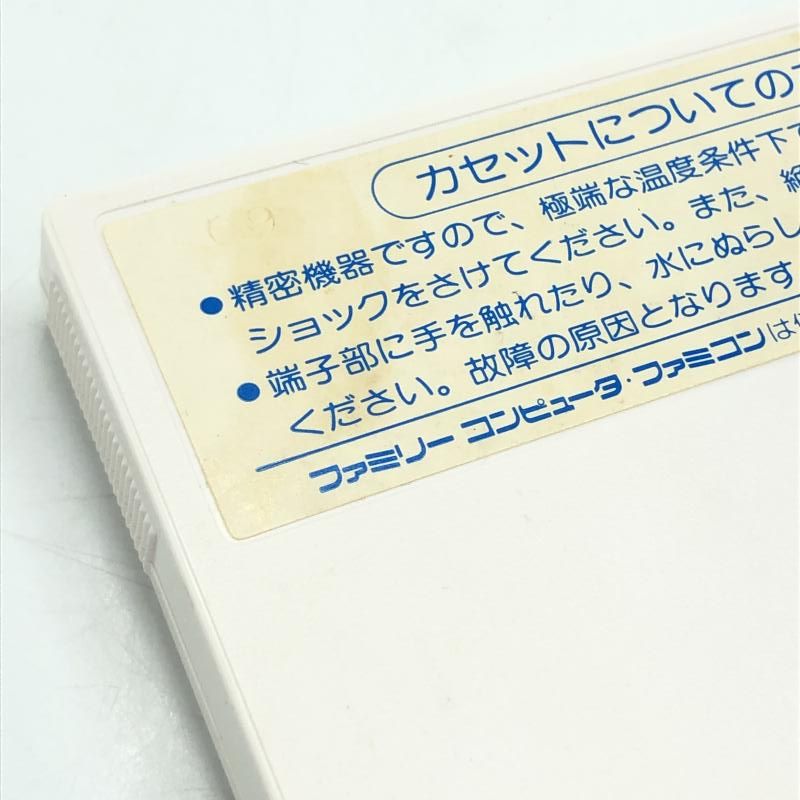 カセットについての
●精密機器ですので、極端な温度条件下で
ショックをさけてください。また、絶
●端子部に手を触れたり、水にぬらし
ください。故障の原因となります
ファミリーコンピュータ・ファミコンは